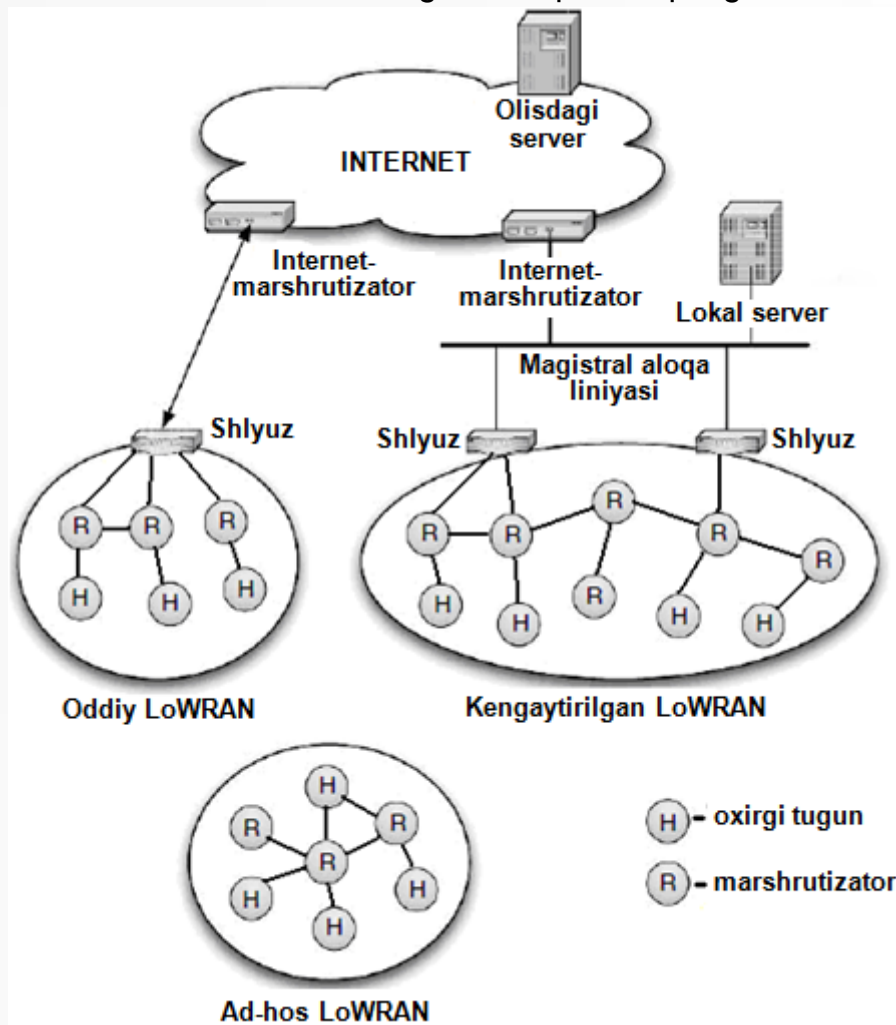 Olisdagi
server
INTERNET
Internet-
marshrutizator
Internet-
marshrutizator
Lokal server
Magistral aloqa
liniyasi
Shlyuz
Shlyuz
Shlyuz
R
R
R
H
H
H
R
R
R
R
R
R
H
H
H
H
Oddiy LoWRAN
Kengaytirilgan LoWRAN
H
R
R
R
H
H
H
H - oxirgi tugun
R - marshrutizator
Ad-hos LoWRAN